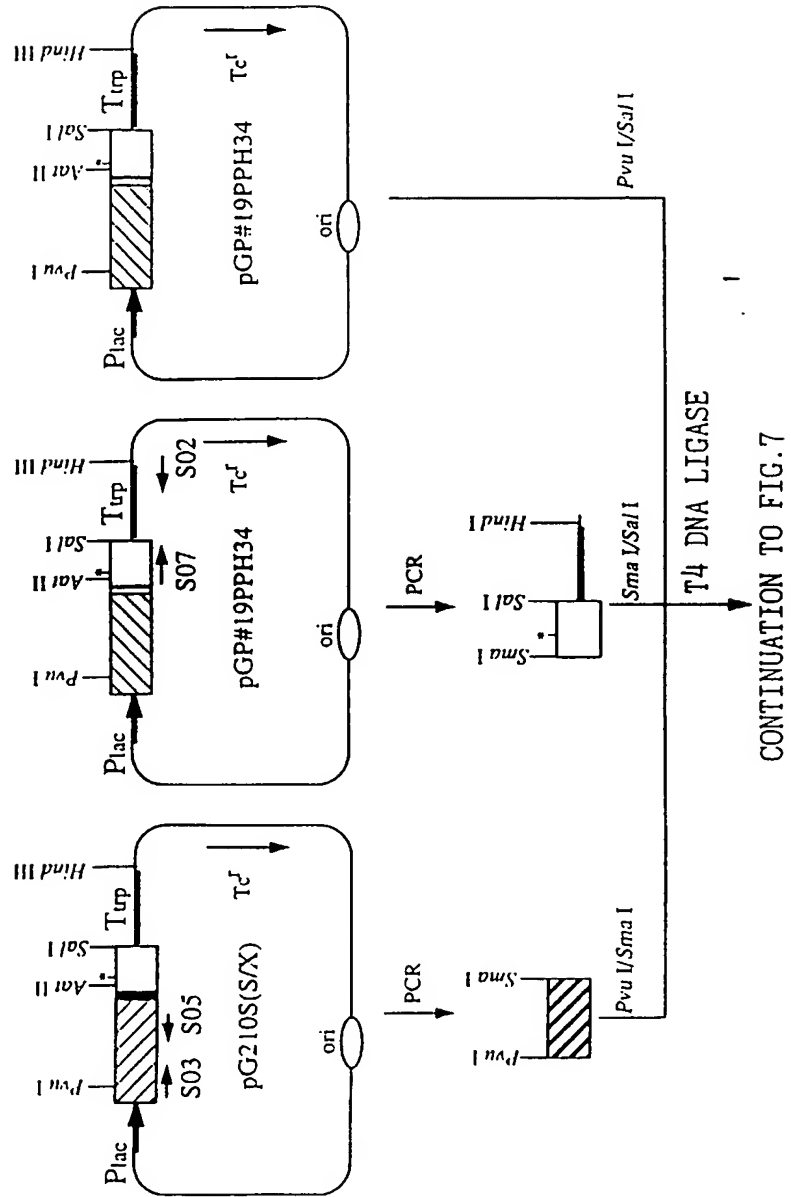 Plac
Pvu I
Aat II
*
Sal I
Ttrp
Hind III
S03 S05
Tcr
pG210S(S/X)
ori
PCR
Pvu I
Sma I
Pvu I/Sma I
Plac
Pvu I
Aat II
*
Sal I
Ttrp
Hind III
S07
S02
Tcr
pGP#19PPH34
ori
PCR
Sma I
*
Sal I
Hind I
Sma I/Sal I
Plac
Pvu I
Aat II
*
Sal I
Ttrp
Hind III
Tcr
pGP#19PPH34
ori
Pvu I/Sal I
T4 DNA LIGASE
CONTINUATION TO FIG.7